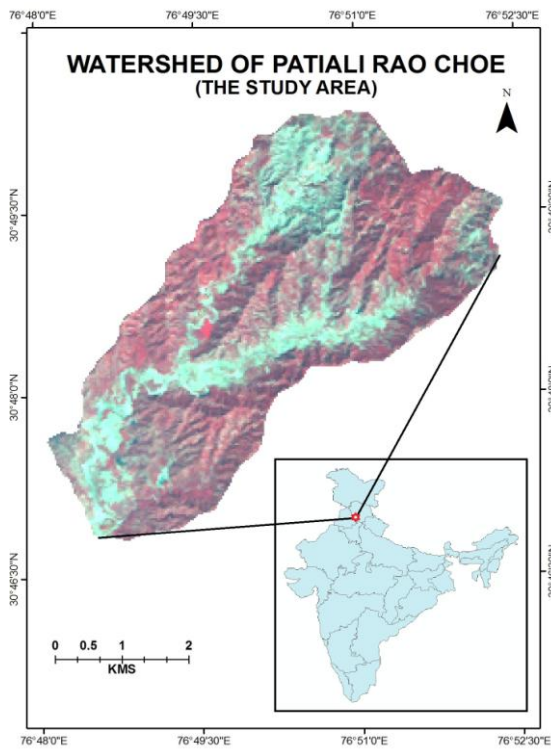 76°48'0"E 76°49'30"E 76°51'0"E 76°52'30"E
WATERSHED OF PATIALI RAO CHOE
(THE STUDY AREA)
N
30°49'30"N
30°48'0"N
30°46'30"N
0 0.5 1 2
KMS
76°48'0"E 76°49'30"E 76°51'0"E 76°52'30"E